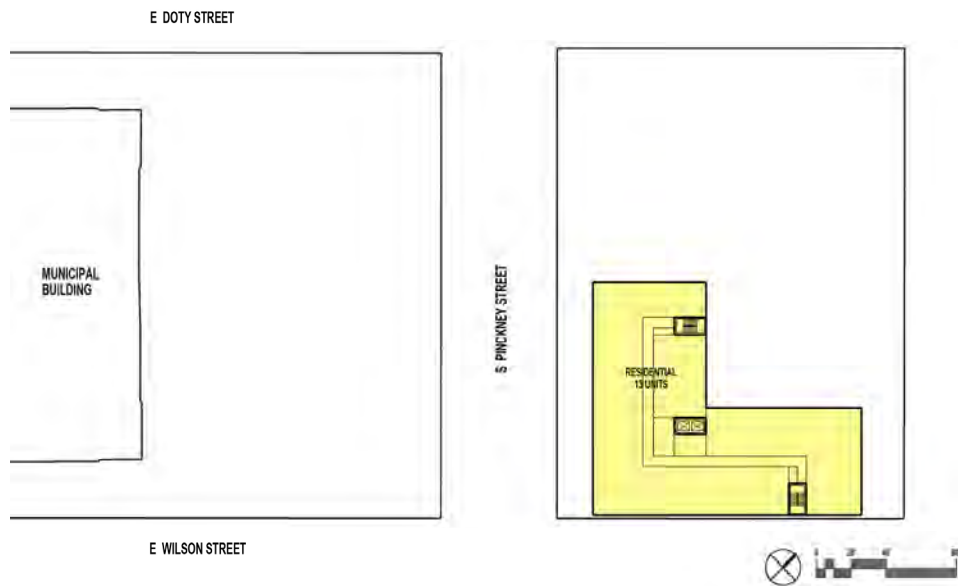 E DOTY STREET
MUNICIPAL
BUILDING
S PINCKNEY STREET
RESIDENTIAL
13 UNITS
E WILSON STREET